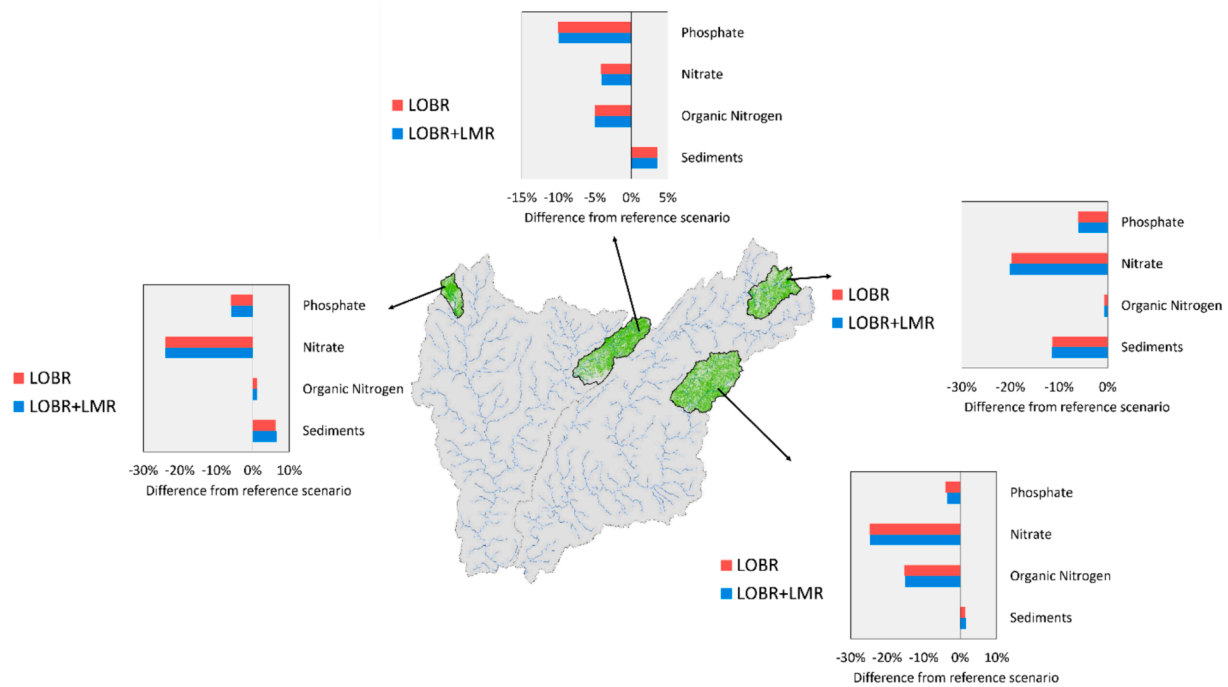 Phosphate
Nitrate
Organic Nitrogen
Sediments
LOBR
LOBR+LMR
-15% -10% -5% 0% 5%
Difference from reference scenario
Phosphate
Nitrate
Organic Nitrogen
Sediments
LOBR
LOBR+LMR
-30% -20% -10% 0%
Difference from reference scenario
Phosphate
Nitrate
Organic Nitrogen
Sediments
LOBR
LOBR+LMR
-30% -20% -10% 0% 10%
Difference from reference scenario
Phosphate
Nitrate
Organic Nitrogen
Sediments
LOBR
LOBR+LMR
-30% -20% -10% 0% 10%
Difference from reference scenario